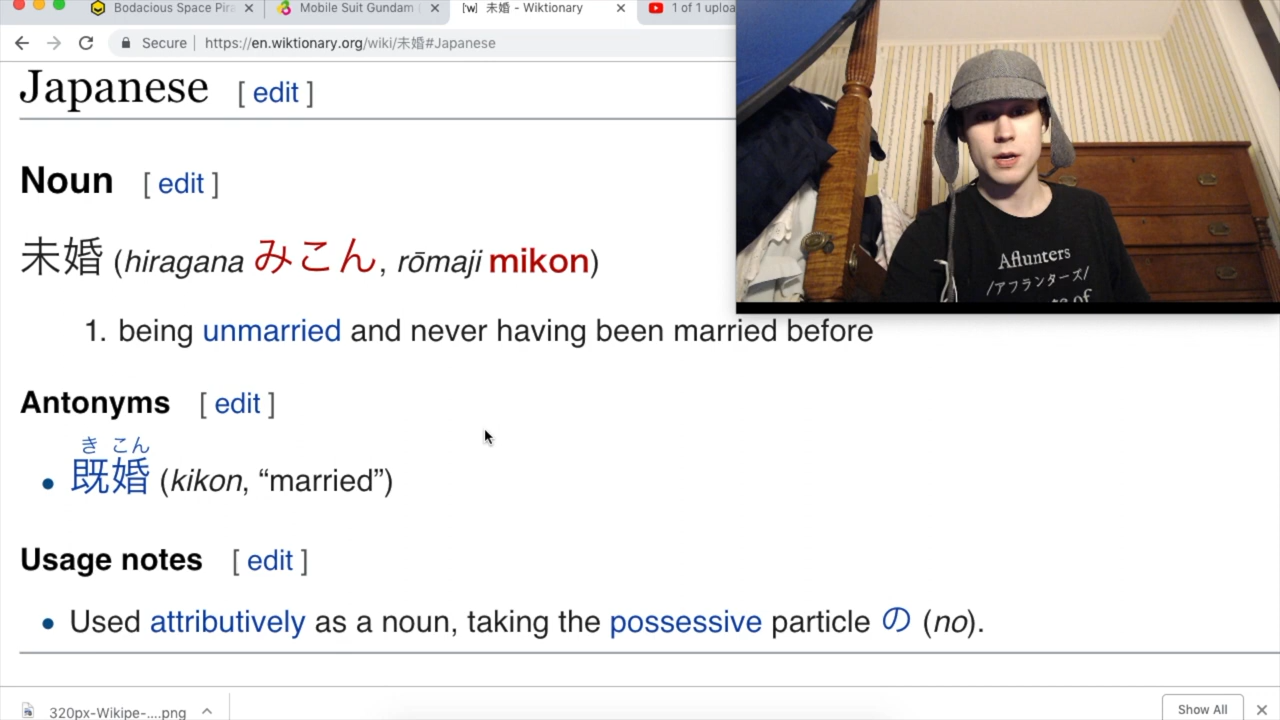 Bodacious Space Pira
Mobile Suit Gundam
[w] 未婚 - Wiktionary
1 of 1 uploa
Secure
https://en.wiktionary.org/wiki/未婚#Japanese
Japanese [ edit ]
Noun [ edit ]
未婚 (hiragana みこん, rōmaji mikon)
1. being unmarried and never having been married before
Antonyms [ edit ]
き こん
既婚 (kikon, “married”)
Usage notes [ edit ]
Used attributively as a noun, taking the possessive particle の (no).
320px-Wikipe-....png
Show All
Aflunters
/アフランターズ/
of